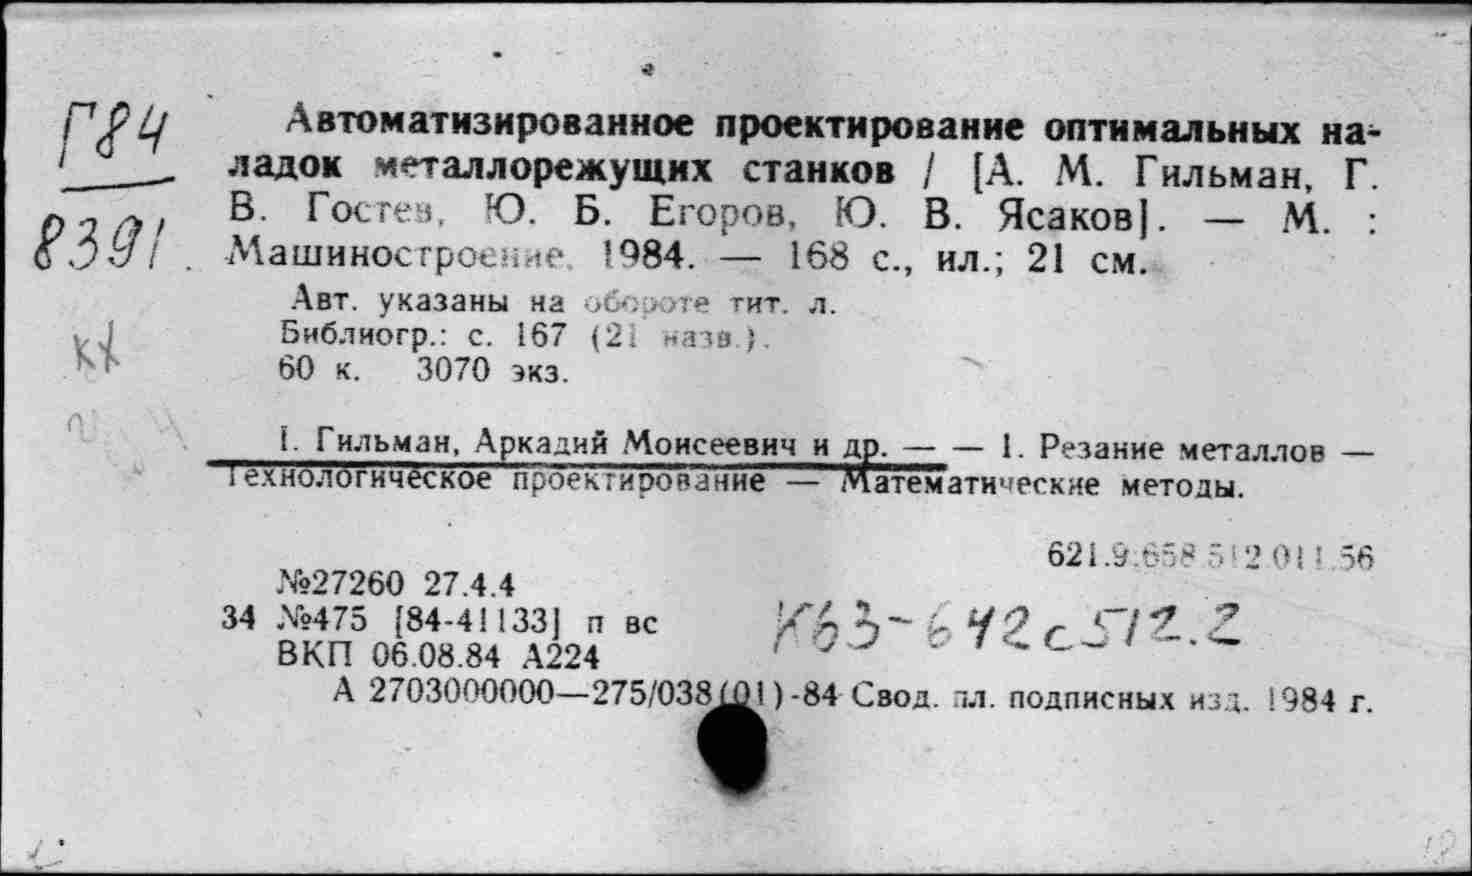 Г84
8391.
Автоматизированное проектирование оптимальных на-
ладок металлорежущих станков / [А. М. Гильман, Г.
В. Гостев, Ю. Б. Егоров, Ю. В. Ясаков]. — М. :
Машиностроение, 1984. — 168 с., ил.; 21 см.
Авт. указаны на обороте тит. л.
Библиогр.: с. 167 (21 назв.).
60 к. 3070 экз.
I. Гильман, Аркадий Моисеевич и др. — — 1. Резание металлов —
Технологическое проектирование — Математические методы.
621.9:658.512.011.56
№27260 27.4.4
34 №475 [84-41133] п вс
К63-642с512.2
ВКП 06.08.84 А224
А 2703000000—275/038(01)-84 Свод. пл. подписных изд. 1984 г.